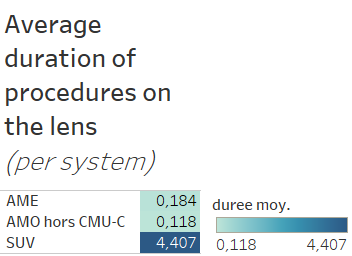 Average
duration of
procedures on
the lens
(per system)
AME 0,184
AMO hors CMU-C 0,118
SUV 4,407
duree moy.
0,118 4,407